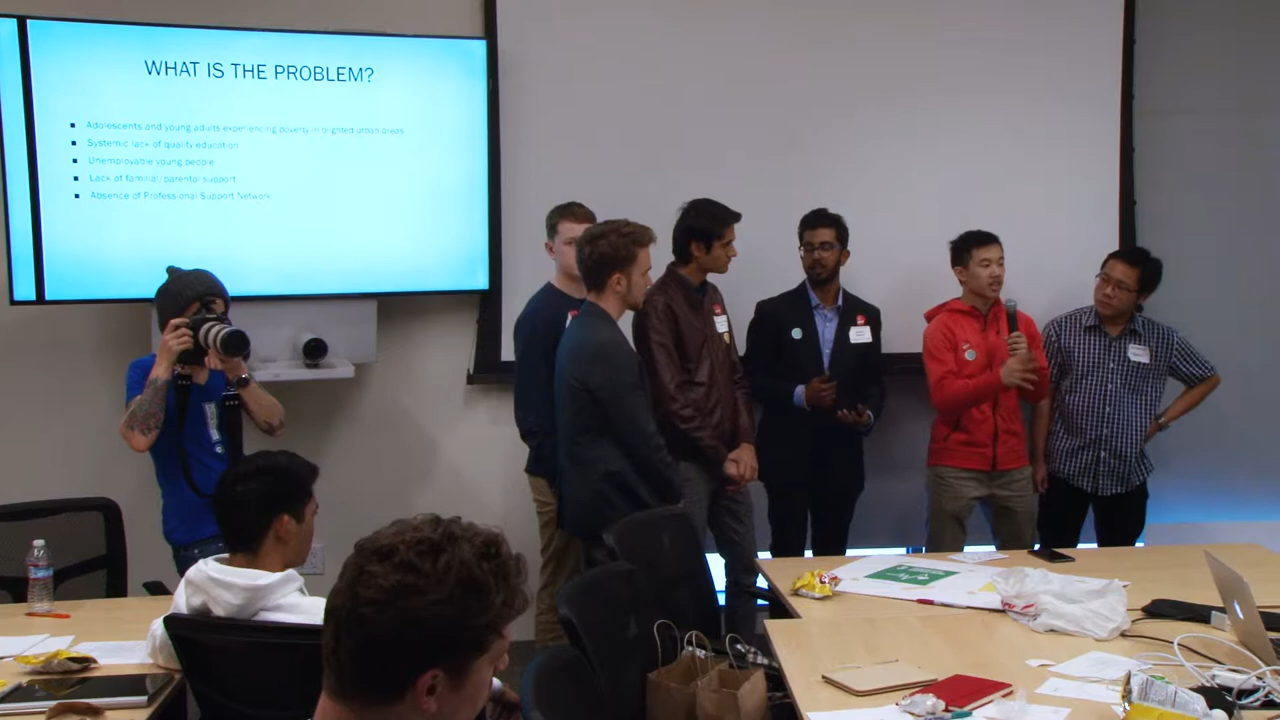 WHAT IS THE PROBLEM?
Adolescents and young adults experiencing poverty in blighted urban areas
Systemic lack of quality education
Unemployable young people
Lack of familial/parental support
Absence of Professional Support Network